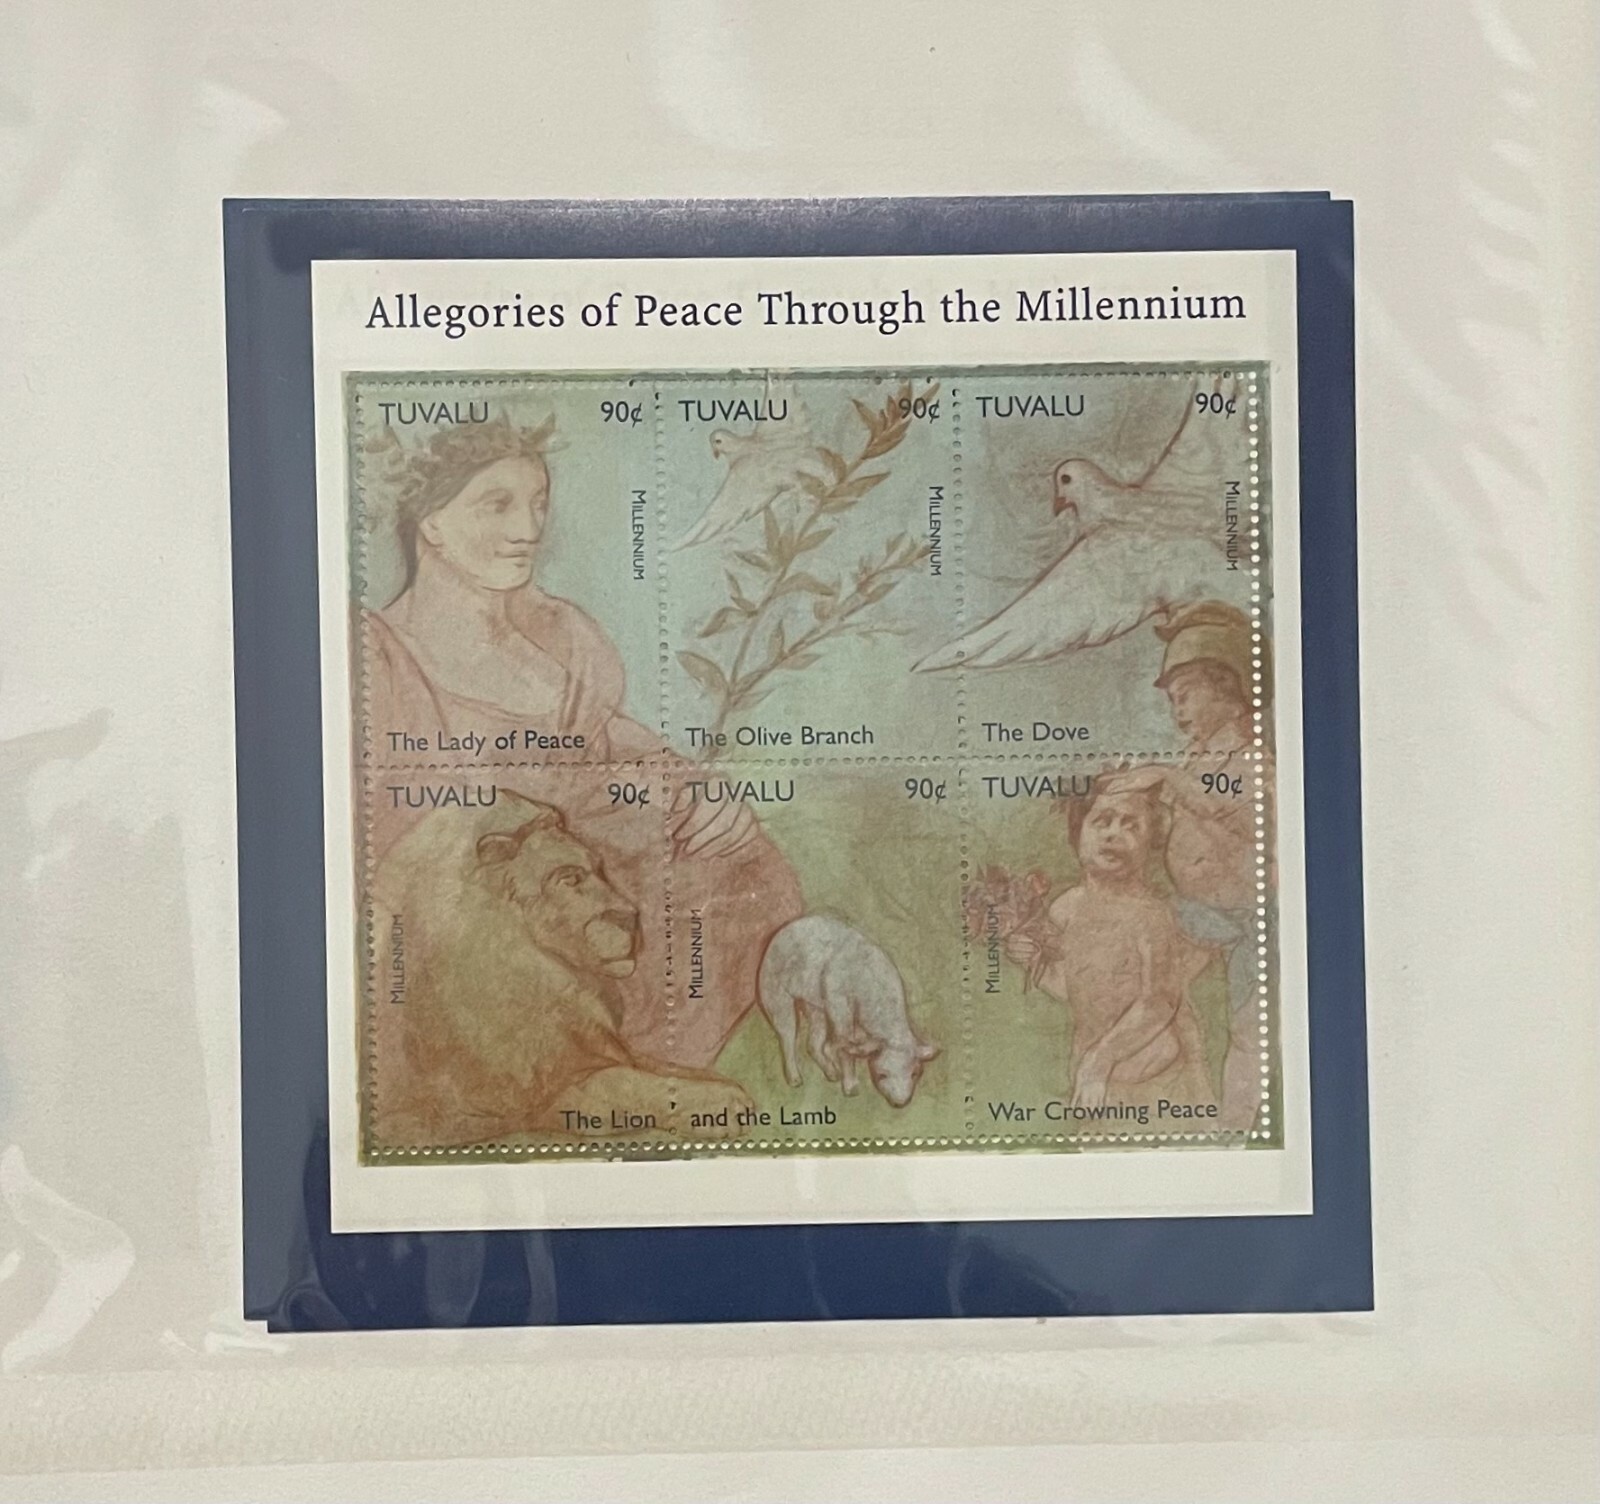 Allegories of Peace Through the Millennium
TUVALU 90¢
MILLENNIUM
The Lady of Peace
TUVALU 90¢
MILLENNIUM
The Olive Branch
TUVALU 90¢
MILLENNIUM
The Dove
TUVALU 90¢
MILLENNIUM
The Lion
TUVALU 90¢
MILLENNIUM
and the Lamb
TUVALU 90¢
MILLENNIUM
War Crowning Peace